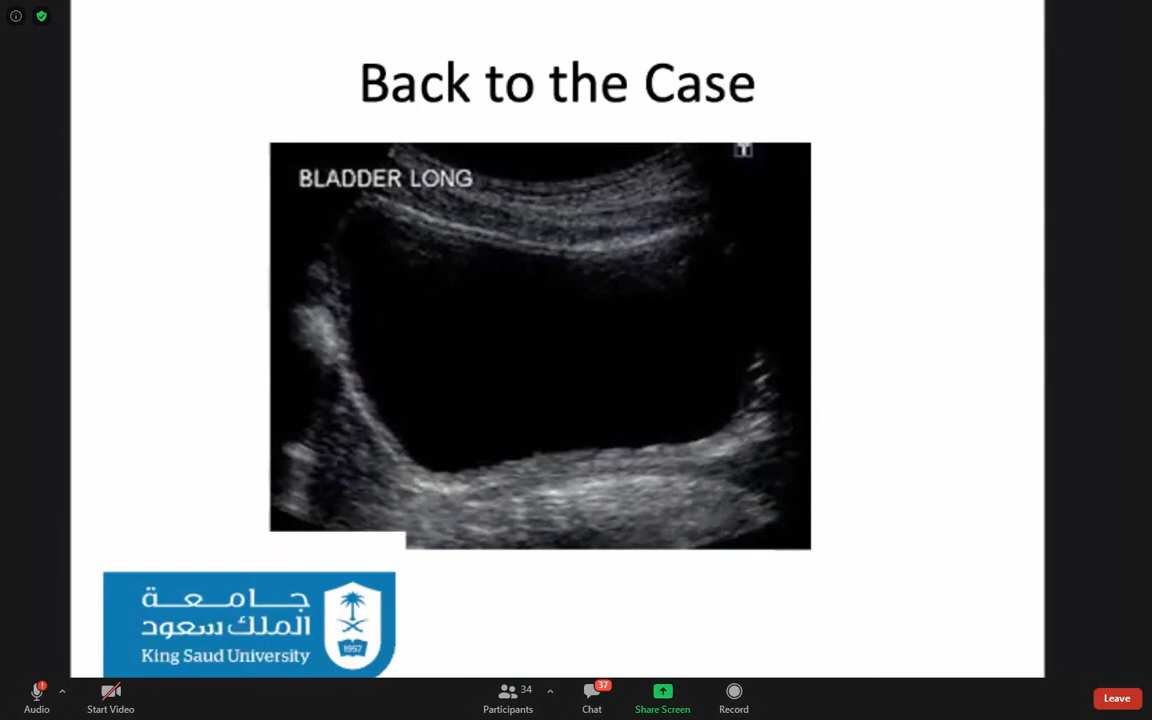 Back to the Case
BLADDER LONG
جامعة
الملك سعود
1957
King Saud University
Audio
Start Video
34
Participants
37
Chat
Share Screen
Record
Leave